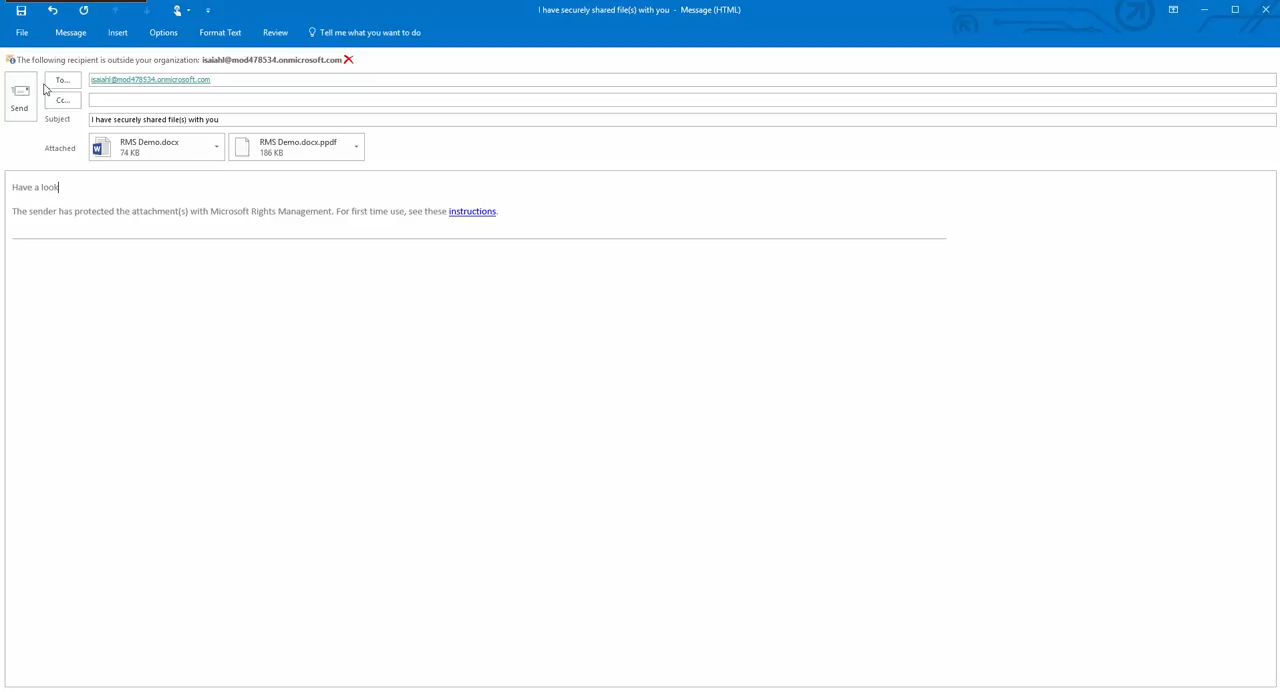 I have securely shared file(s) with you - Message (HTML)
File Message Insert Options Format Text Review Tell me what you want to do
The following recipient is outside your organization: isaiahl@mod478534.onmicrosoft.com
To... isaiahl@mod478534.onmicrosoft.com
Cc...
Send
Subject I have securely shared file(s) with you
Attached
RMS Demo.docx
74 KB
RMS Demo.docx.ppdf
186 KB
Have a look
The sender has protected the attachment(s) with Microsoft Rights Management. For first time use, see these instructions.